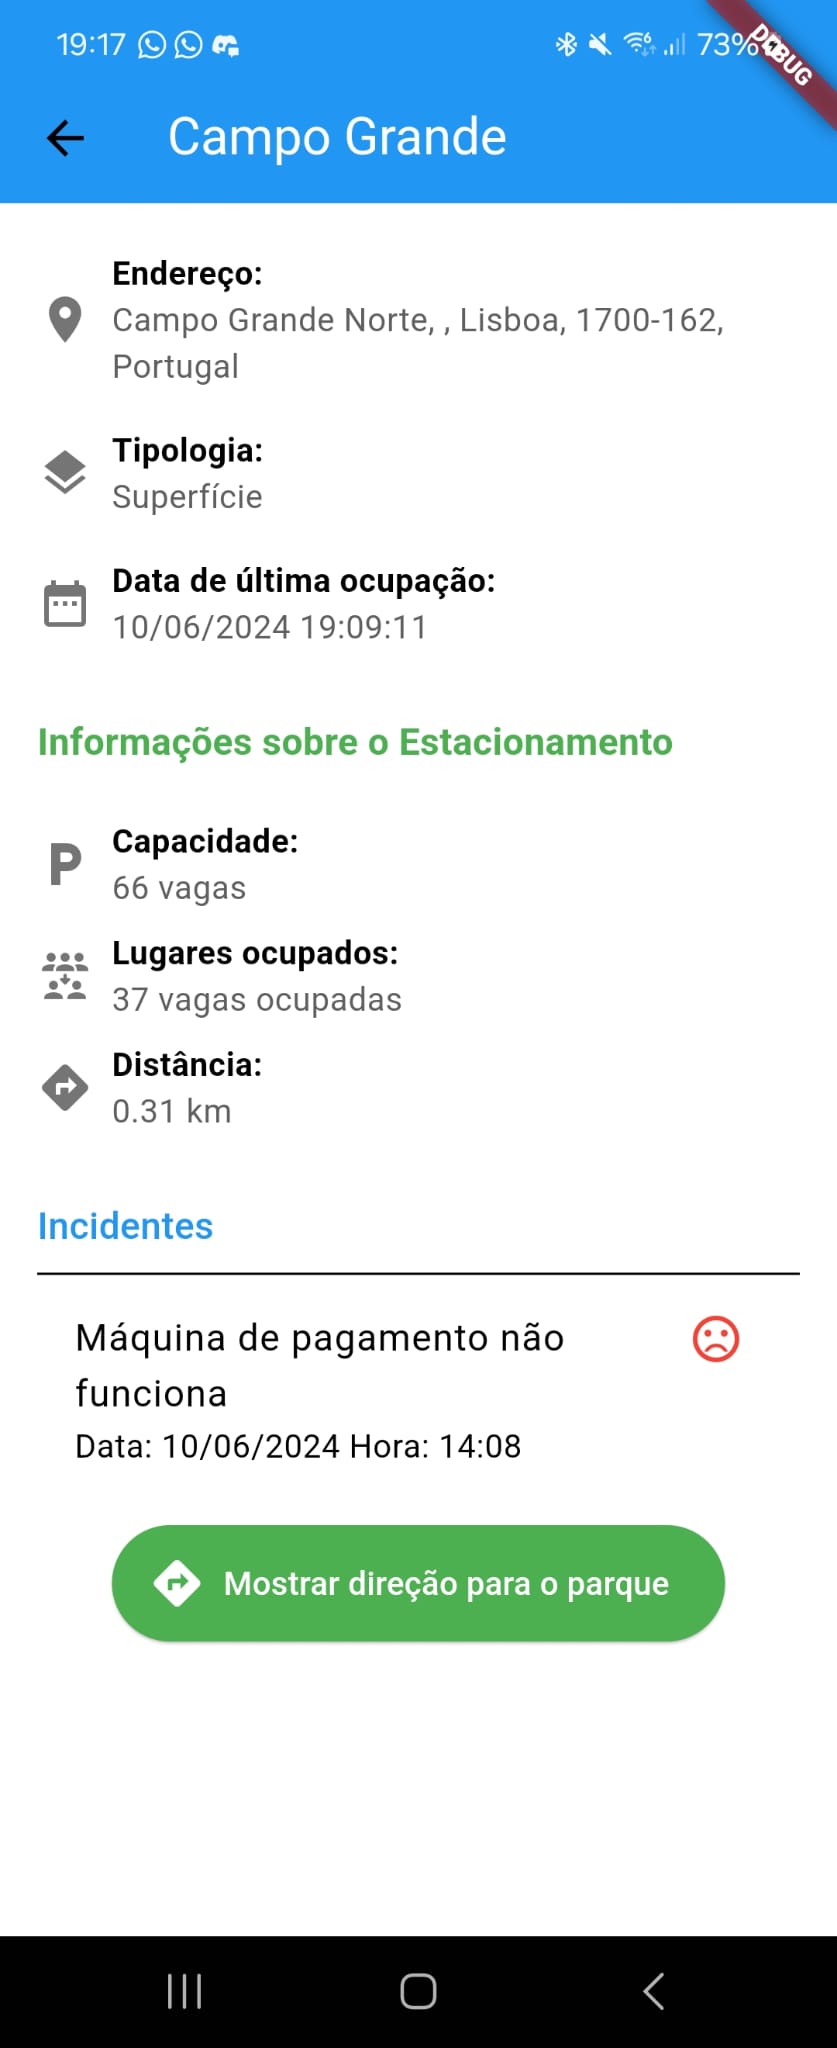 19:17
73%
DEBUG
Campo Grande
Endereço:
Campo Grande Norte, , Lisboa, 1700-162,
Portugal
Tipologia:
Superfície
Data de última ocupação:
10/06/2024 19:09:11
Informações sobre o Estacionamento
P
Capacidade:
66 vagas
Lugares ocupados:
37 vagas ocupadas
Distância:
0.31 km
Incidentes
Máquina de pagamento não
funciona
Data: 10/06/2024 Hora: 14:08
Mostrar direção para o parque